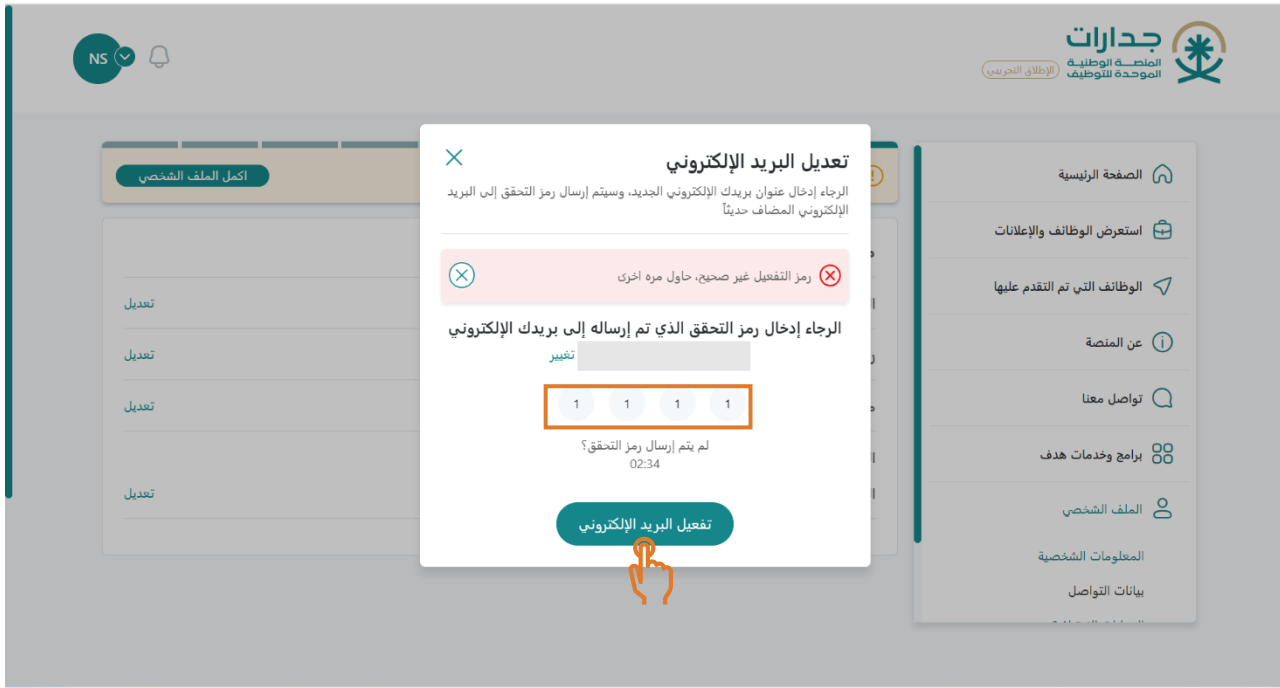 جدارات
المنصــة الوطنيــة
الموحدة للتوظيف
الإطلاق التجريبي
NS
الصفحة الرئيسية
استعرض الوظائف والإعلانات
الوظائف التي تم التقدم عليها
عن المنصة
تواصل معنا
برامج وخدمات هدف
الملف الشخصي
المعلومات الشخصية
بيانات التواصل
اكمل الملف الشخصي
تعديل
تعديل
تعديل
تعديل
تعديل البريد الإلكتروني
الرجاء إدخال عنوان بريدك الإلكتروني الجديد، وسيتم إرسال رمز التحقق إلى البريد
الإلكتروني المضاف حديثاً
رمز التفعيل غير صحيح، حاول مره اخرى
الرجاء إدخال رمز التحقق الذي تم إرساله إلى بريدك الإلكتروني
تغيير
1 1 1 1
لم يتم إرسال رمز التحقق؟
02:34
تفعيل البريد الإلكتروني